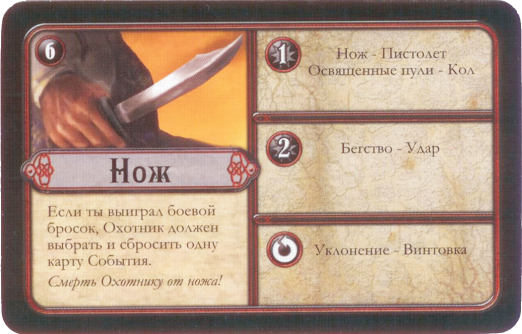 6
Нож
Если ты выиграл боевой
бросок, Охотник должен
выбрать и сбросить одну
карту События.
Смерть Охотнику от ножа!
1
Нож - Пистолет
Освященные пули - Кол
2
Бегство - Удар
Уклонение - Винтовка